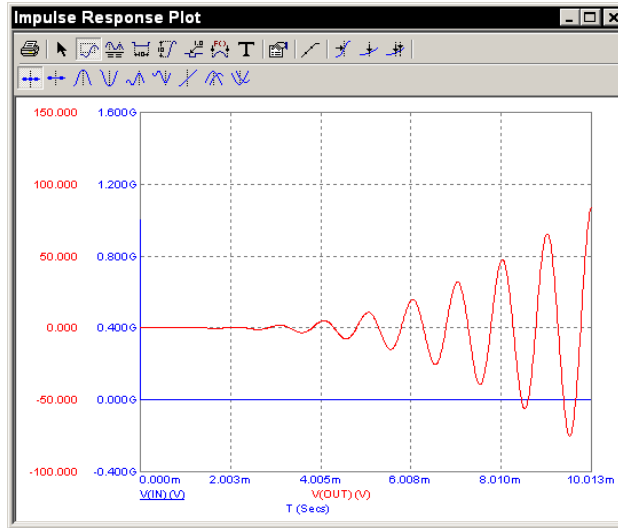 Impulse Response Plot
T
150.000 1.600G
100.000 1.200G
50.000 0.800G
0.000 0.400G
-50.000 0.000G
-100.000 -0.400G
0.000m 2.003m 4.005m 6.008m 8.010m 10.013m
V(IN) (V) V(OUT) (V)
T (Secs)